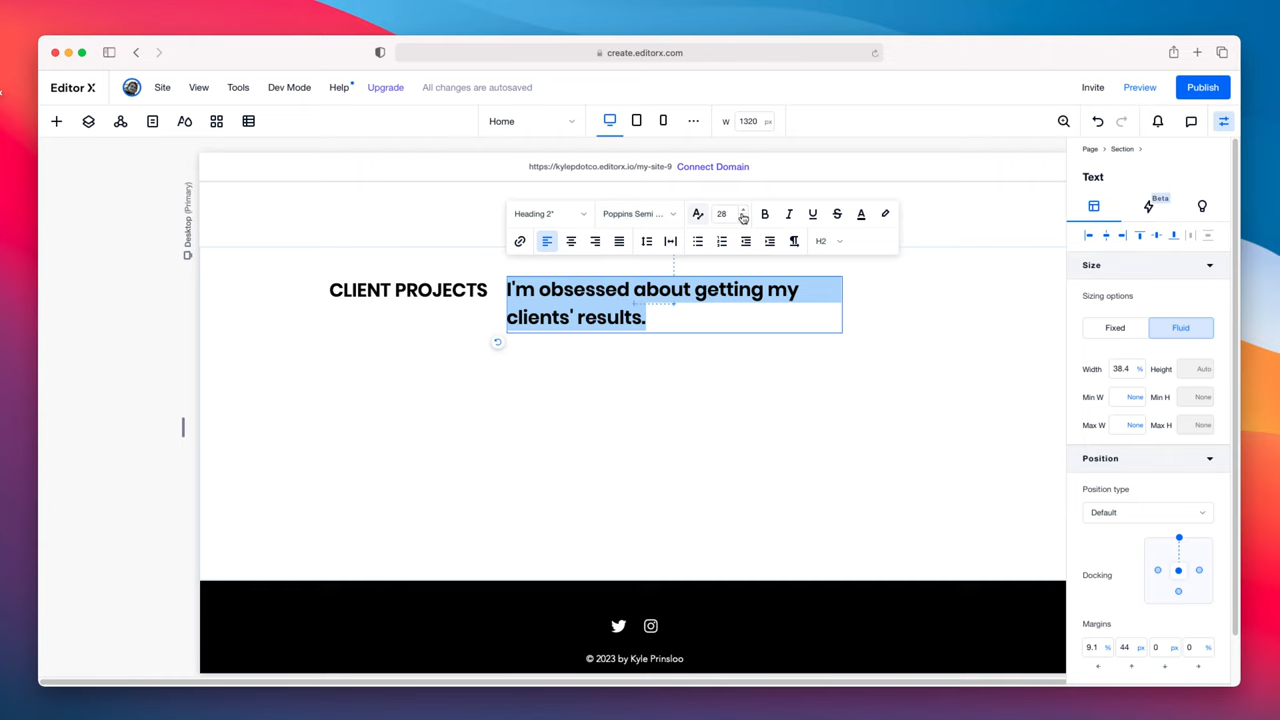 create.editorx.com
Editor X Site View Tools Dev Mode Help Upgrade All changes are autosaved Invite Preview Publish
Home W 1320 px
https://kylepdotco.editorx.io/my-site-9 Connect Domain
Desktop (Primary)
Heading 2* Poppins Semi ... 28 B I U S A
H2
CLIENT PROJECTS
I'm obsessed about getting my
clients' results.
© 2023 by Kyle Prinsloo
Page Section
Text
Beta
Size
Sizing options
Fixed Fluid
Width 38.4 % Height Auto
Min W None Min H None
Max W None Max H None
Position
Position type
Default
Docking
Margins
9.1 % 44 px 0 px 0 %